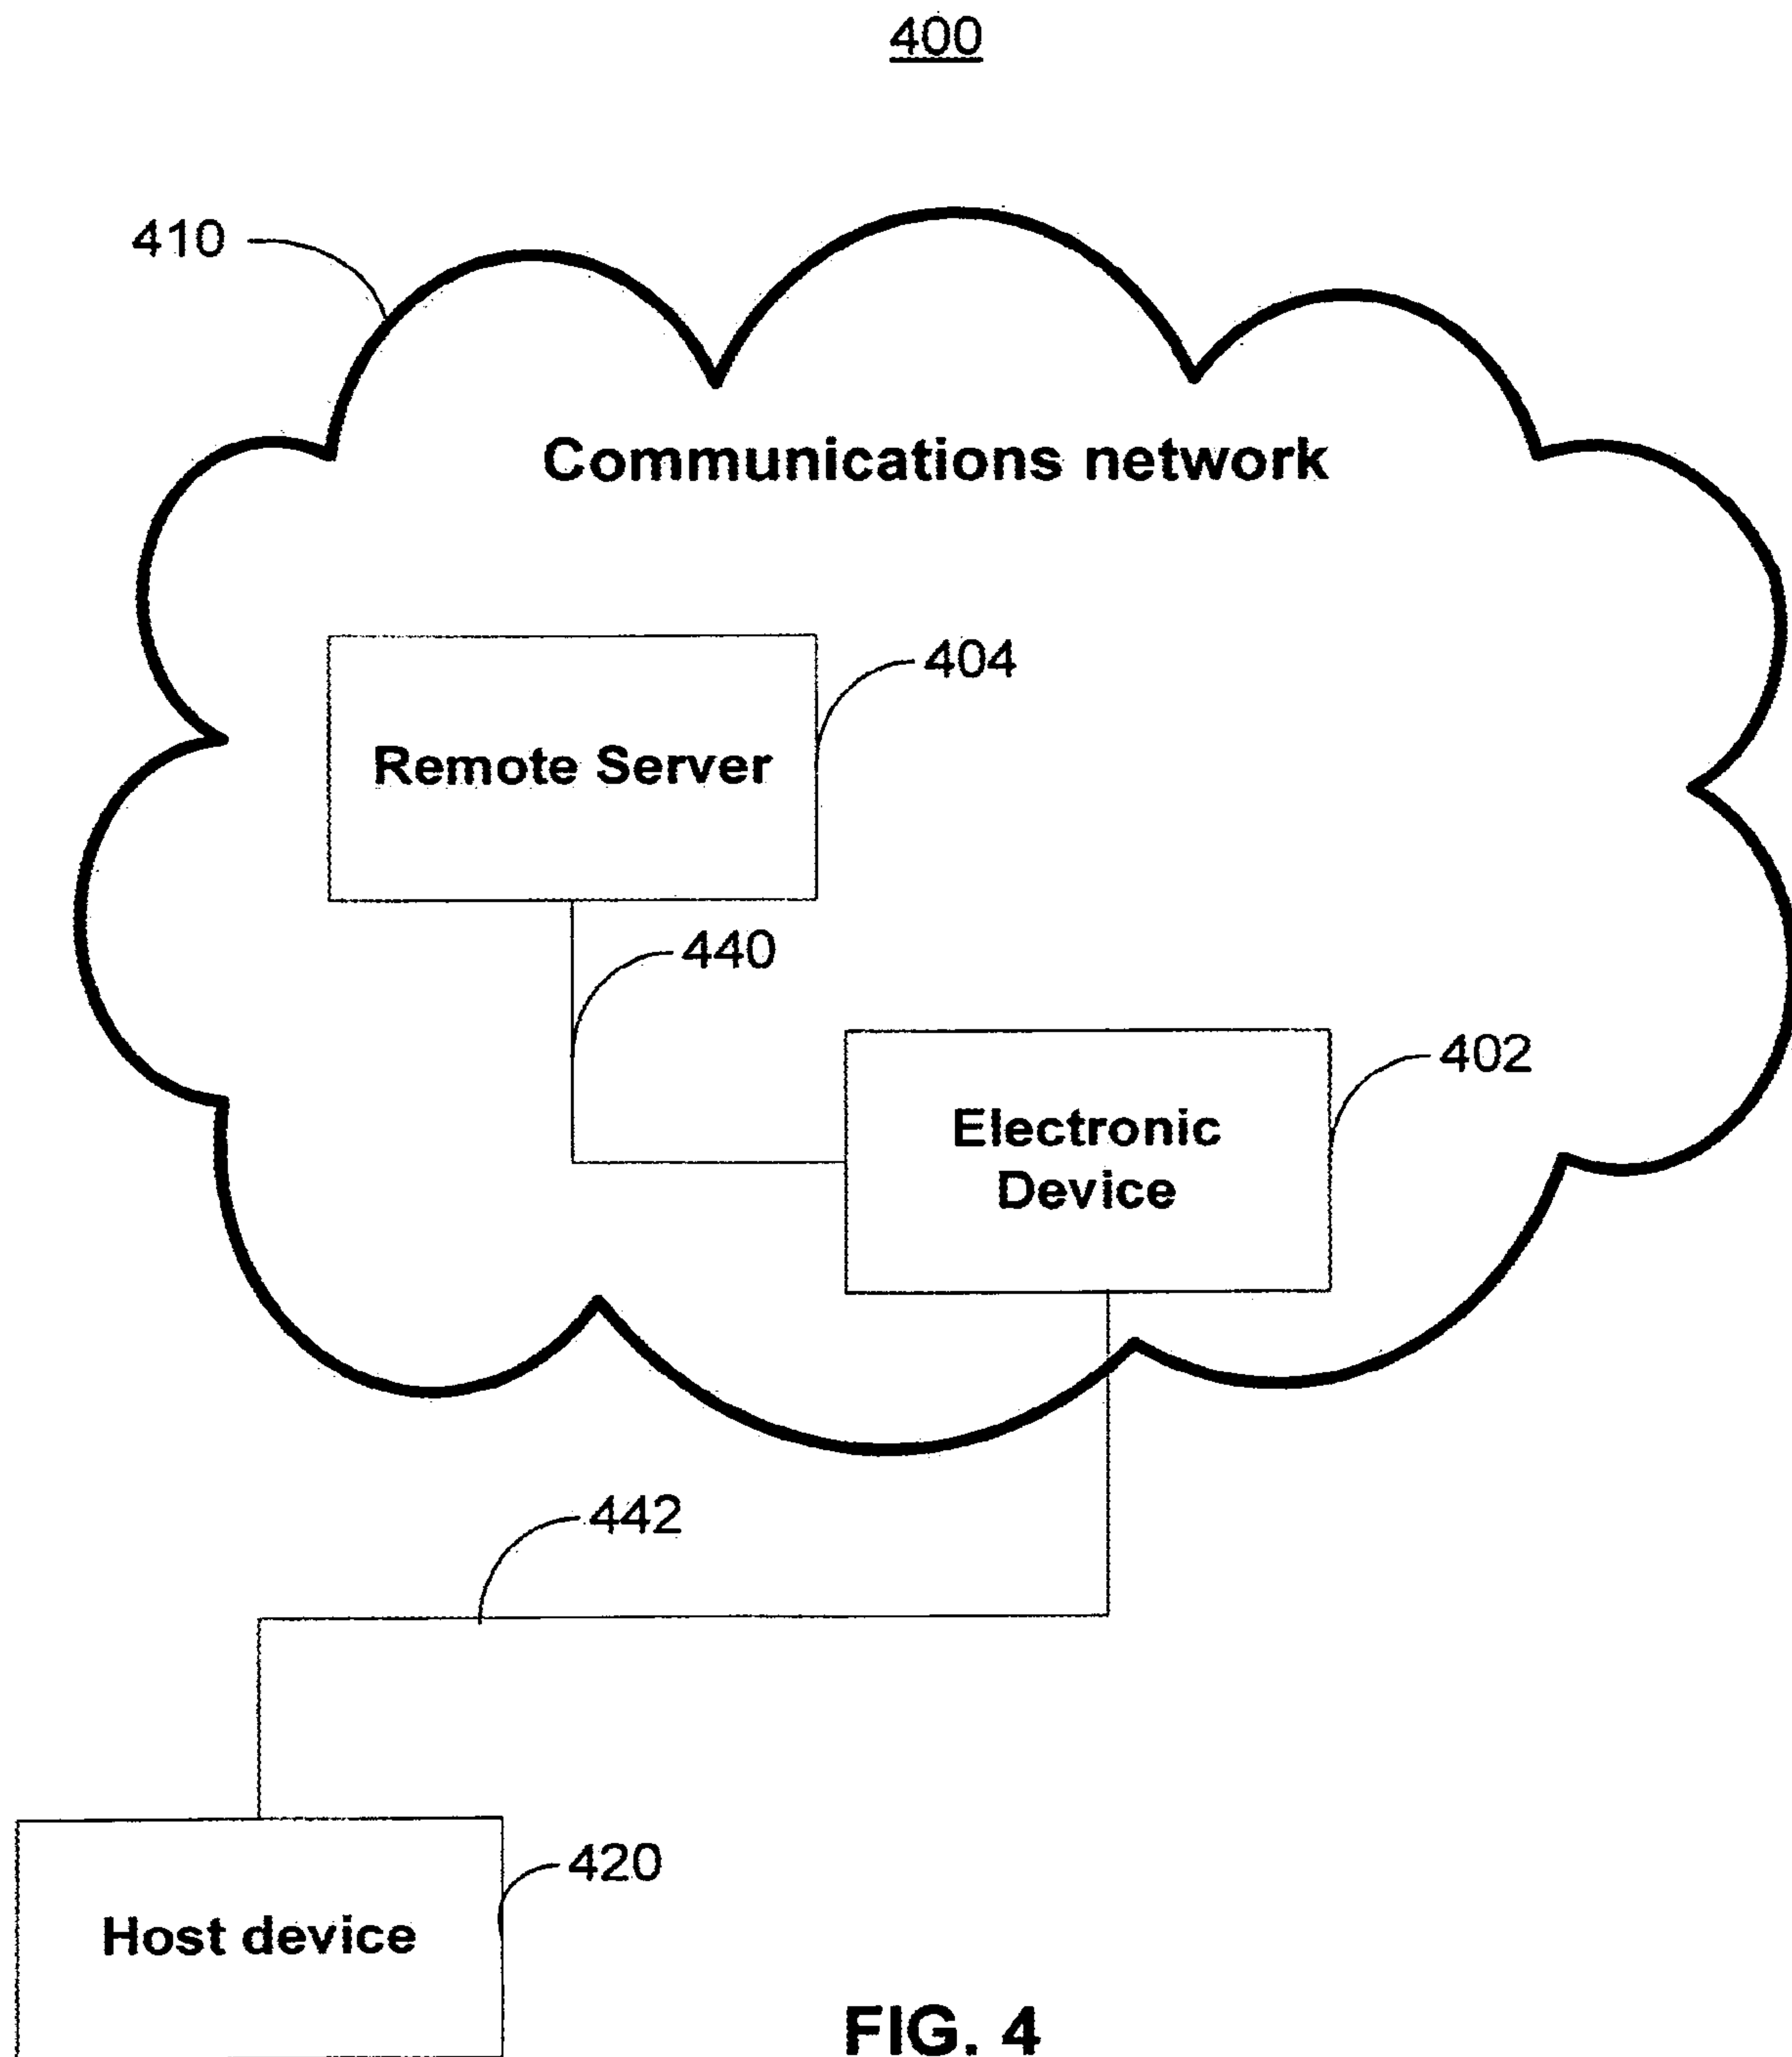 400
410
Communications network
404
Remote Server
440
402
Electronic
Device
442
420
Host device
FIG. 4